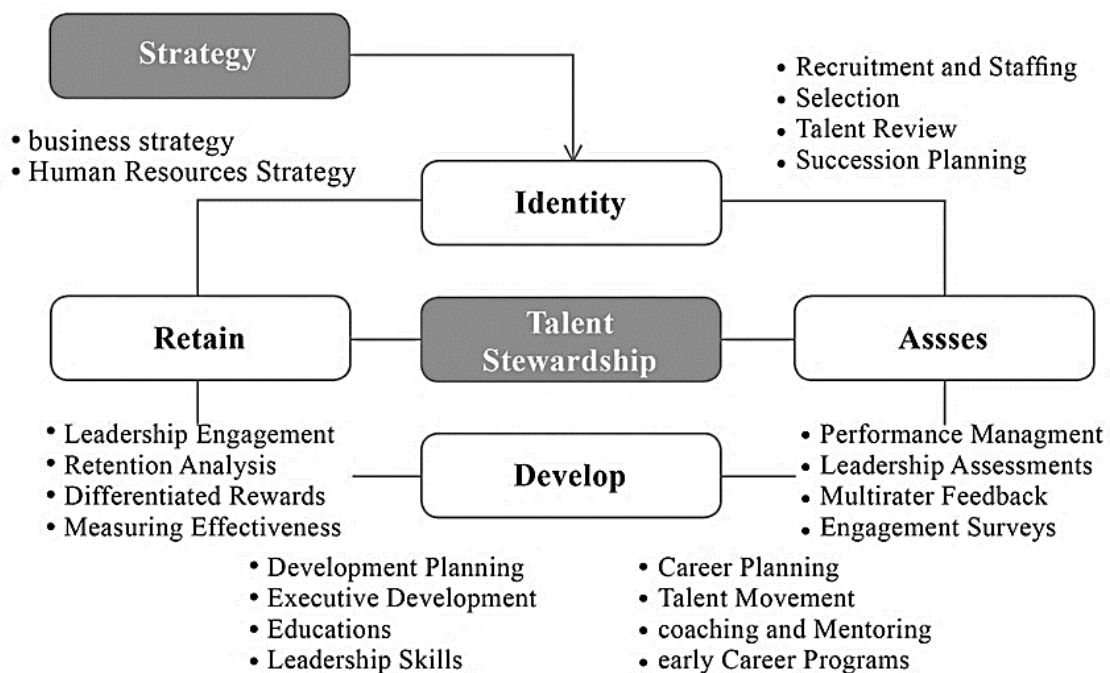 Strategy
• business strategy
• Human Resources Strategy
• Recruitment and Staffing
• Selection
• Talent Review
• Succession Planning
Identity
Retain
Talent
Stewardship
Asssess
• Leadership Engagement
• Retention Analysis
• Differentiated Rewards
• Measuring Effectiveness
Develop
• Performance Managment
• Leadership Assessments
• Multirater Feedback
• Engagement Surveys
• Development Planning
• Executive Development
• Educations
• Leadership Skills
• Career Planning
• Talent Movement
• coaching and Mentoring
• early Career Programs